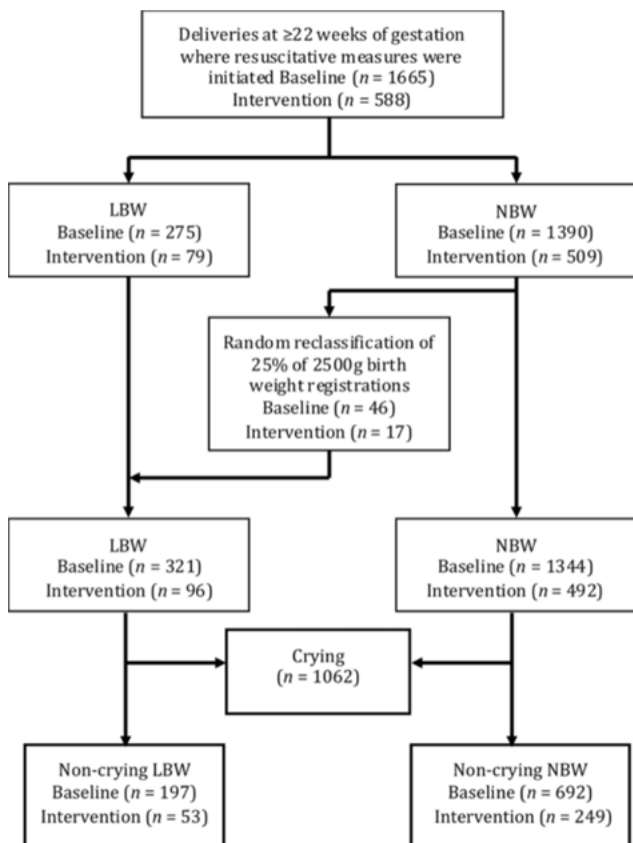 Deliveries at ≥22 weeks of gestation
where resuscitative measures were
initiated Baseline (n = 1665)
Intervention (n = 588)
LBW
Baseline (n = 275)
Intervention (n = 79)
NBW
Baseline (n = 1390)
Intervention (n = 509)
Random reclassification of
25% of 2500g birth
weight registrations
Baseline (n = 46)
Intervention (n = 17)
LBW
Baseline (n = 321)
Intervention (n = 96)
NBW
Baseline (n = 1344)
Intervention (n = 492)
Crying
(n = 1062)
Non-crying LBW
Baseline (n = 197)
Intervention (n = 53)
Non-crying NBW
Baseline (n = 692)
Intervention (n = 249)